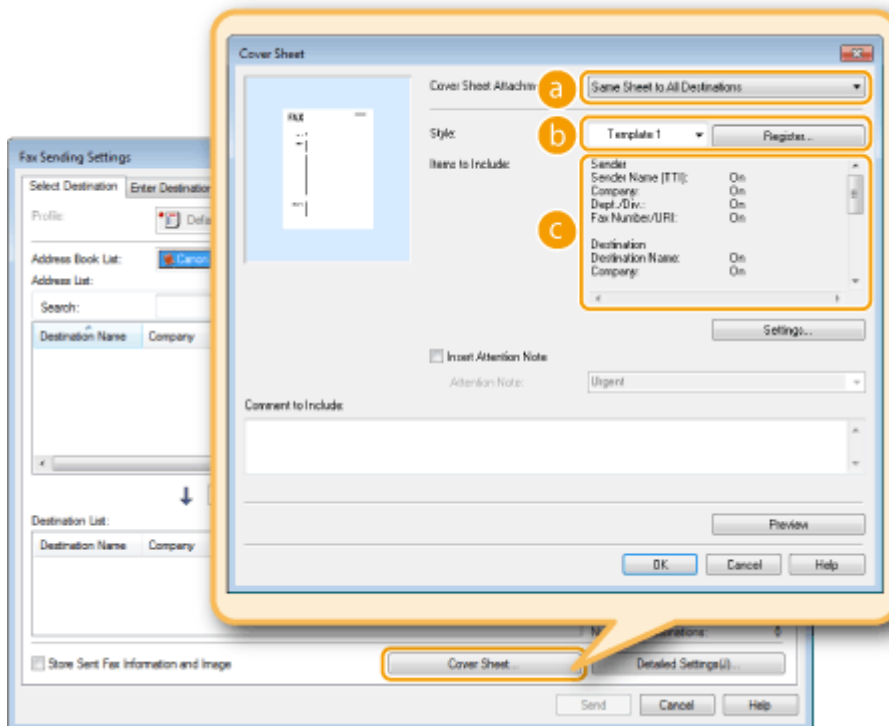 Cover Sheet
Cover Sheet Attachm
a
Same Sheet to All Destinations
FAX
Style:
b
Template 1
Register...
Items to Include:
c
Sender
Sender Name (TTI): On
Company: On
Dept./Div.: On
Fax Number/URI: On
Destination
Destination Name: On
Company: On
Settings...
Insert Attention Note
Attention Note:
Urgent
Comment to Include:
Preview
OK
Cancel
Help
Fax Sending Settings
Select Destination
Enter Destination
Profile:
Defa
Address Book List:
Canon
Address List:
Search:
Destination Name
Company
Destination List:
Destination Name
Company
Store Sent Fax Information and Image
Cover Sheet...
Detailed Settings(J)...
Send
Cancel
Help